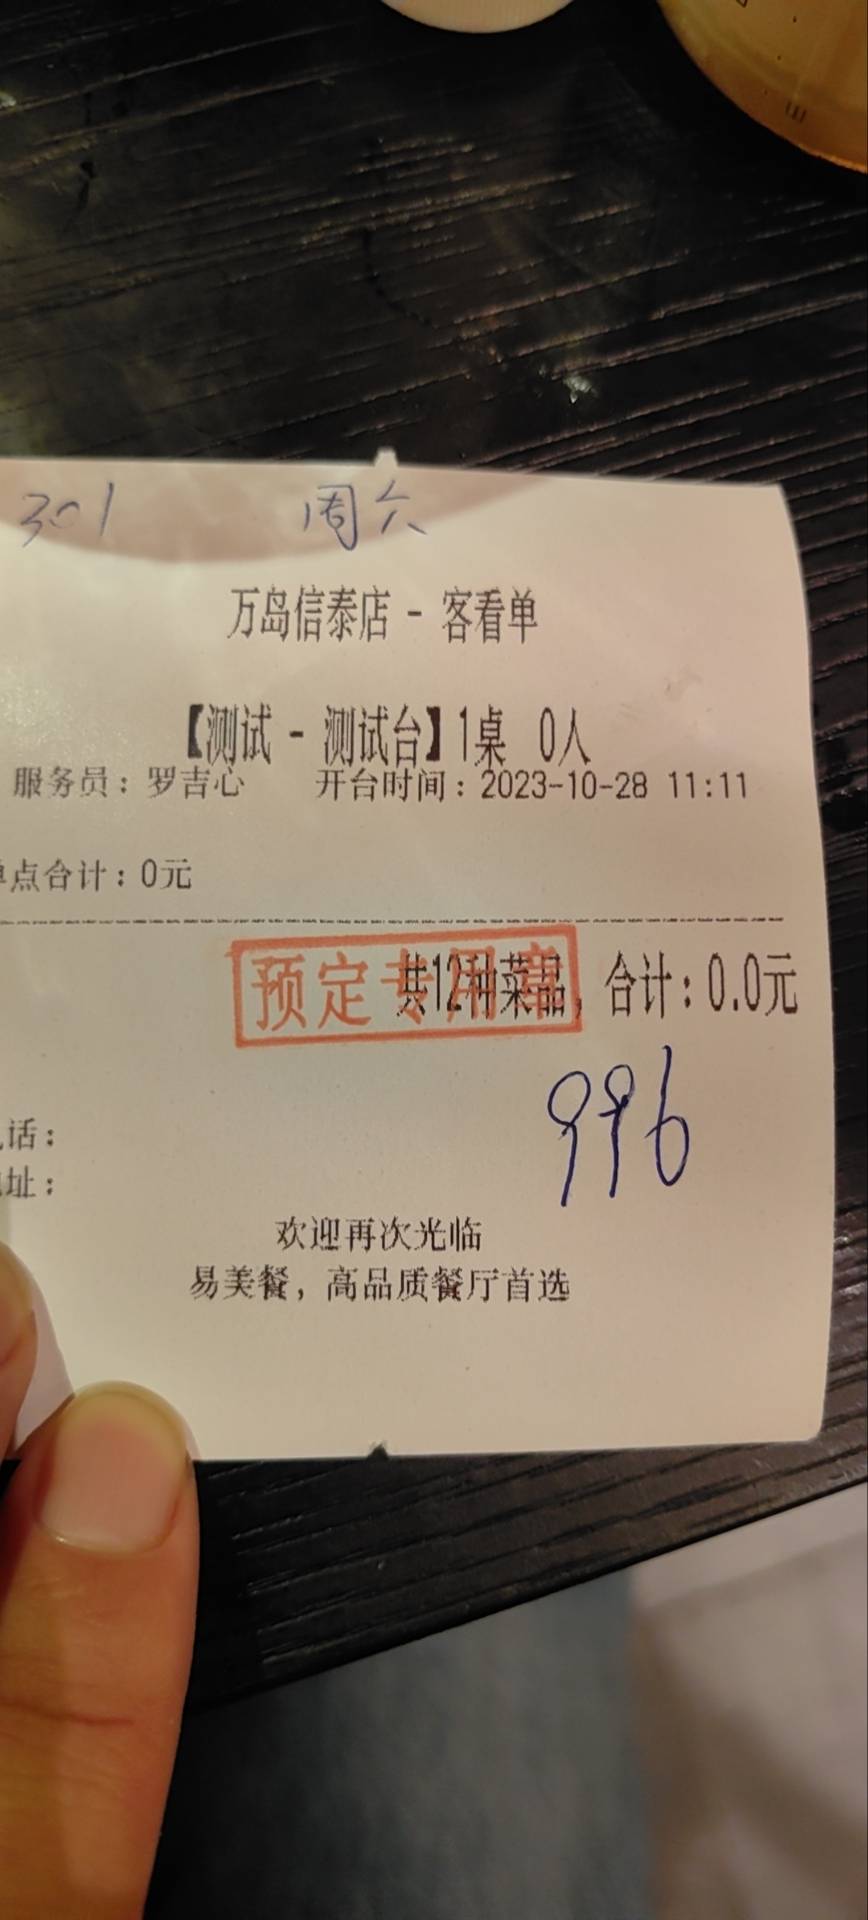 301 周六
万岛信泰店 - 客看单
【测试 - 测试台】1桌 0人
服务员：罗吉心 开台时间：2023-10-28 11:11
单点合计：0元
预定专用章
共12种菜品，合计：0.0元
996
话：
址：
欢迎再次光临
易美餐，高品质餐厅首选